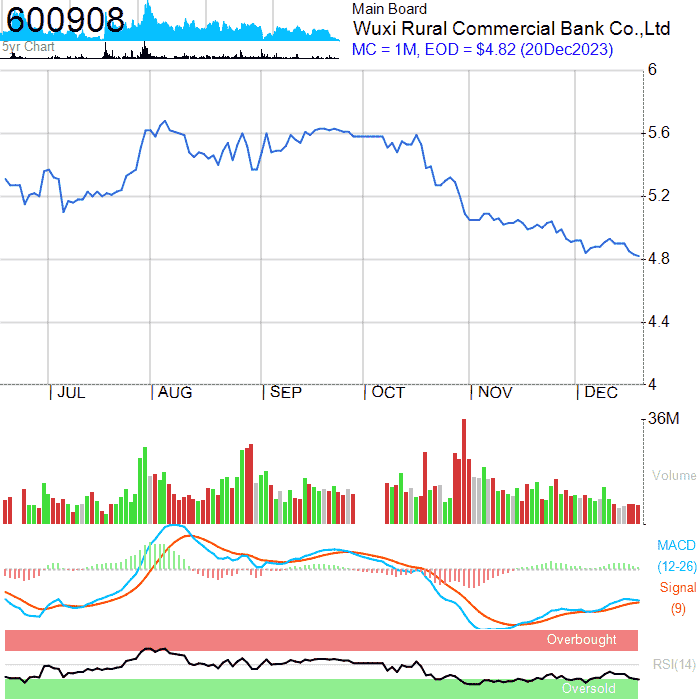 600908
5yr Chart
Main Board
Wuxi Rural Commercial Bank Co.,Ltd
MC = 1M, EOD = $4.82 (20Dec2023)
6
5.6
5.2
4.8
4.4
4
JUL AUG SEP OCT NOV DEC
36M
Volume
MACD
(12-26)
Signal
(9)
Overbought
RSI(14)
Oversold